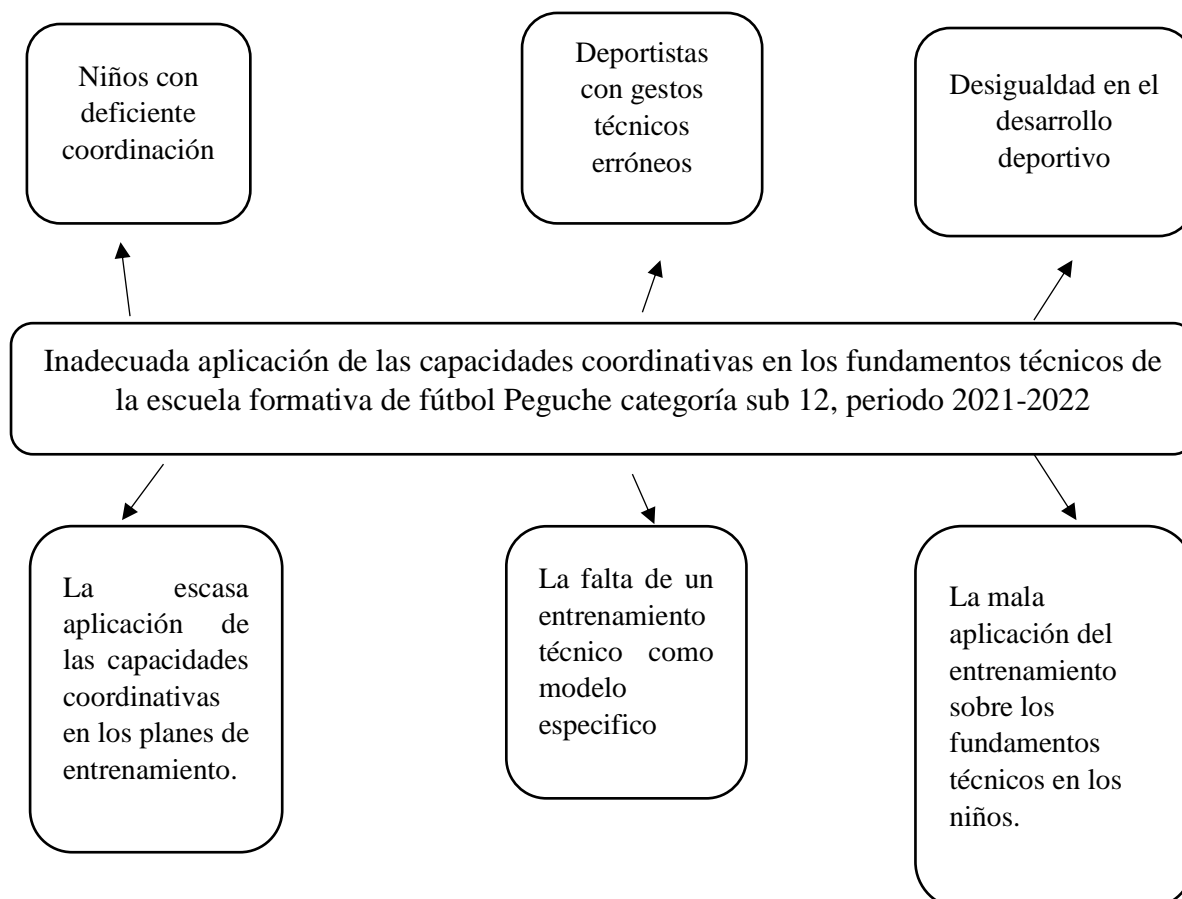 Niños con
deficiente
coordinación
Deportistas
con gestos
técnicos
erróneos
Desigualdad en el
desarrollo
deportivo
Inadecuada aplicación de las capacidades coordinativas en los fundamentos técnicos de
la escuela formativa de fútbol Peguche categoría sub 12, periodo 2021-2022
La escasa
aplicación de
las capacidades
coordinativas
en los planes de
entrenamiento.
La falta de un
entrenamiento
técnico como
modelo
especifico
La mala
aplicación del
entrenamiento
sobre los
fundamentos
técnicos en los
niños.